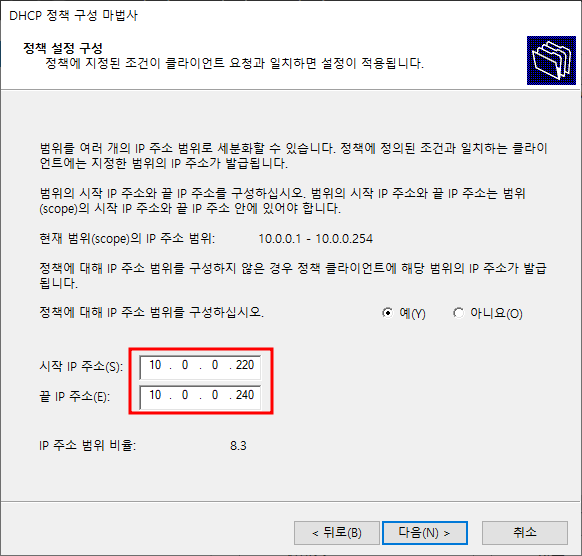 DHCP 정책 구성 마법사
정책 설정 구성
정책에 지정된 조건이 클라이언트 요청과 일치하면 설정이 적용됩니다.
범위를 여러 개의 IP 주소 범위로 세분화할 수 있습니다. 정책에 정의된 조건과 일치하는 클라이
언트에는 지정한 범위의 IP 주소가 발급됩니다.
범위의 시작 IP 주소와 끝 IP 주소를 구성하십시오. 범위의 시작 IP 주소와 끝 IP 주소는 범위
(scope)의 시작 IP 주소와 끝 IP 주소 안에 있어야 합니다.
현재 범위(scope)의 IP 주소 범위: 10.0.0.1 - 10.0.0.254
정책에 대해 IP 주소 범위를 구성하지 않은 경우 정책 클라이언트에 해당 범위의 IP 주소가 발급
됩니다.
정책에 대해 IP 주소 범위를 구성하십시오. 예(Y) 아니요(O)
시작 IP 주소(S): 10 . 0 . 0 . 220
끝 IP 주소(E): 10 . 0 . 0 . 240
IP 주소 범위 비율: 8.3
< 뒤로(B) 다음(N) > 취소